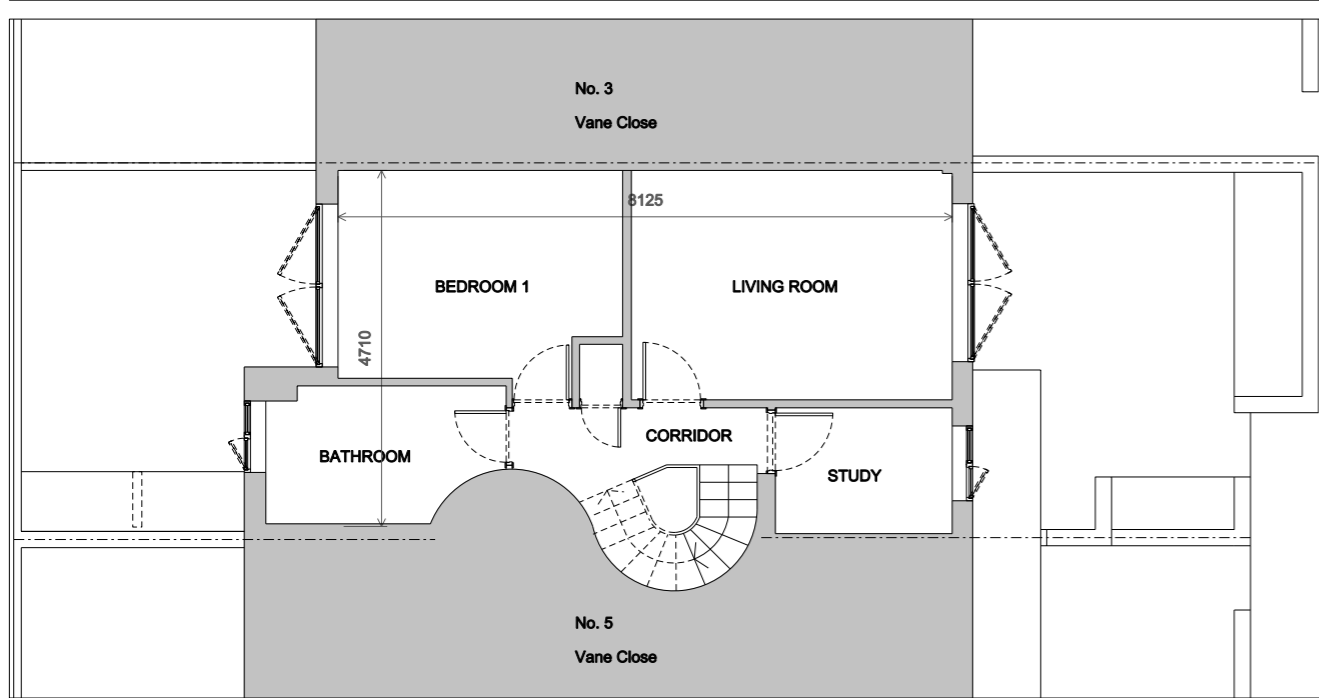 No. 3
Vane Close
8125
BEDROOM 1
LIVING ROOM
4710
CORRIDOR
BATHROOM
STUDY
No. 5
Vane Close